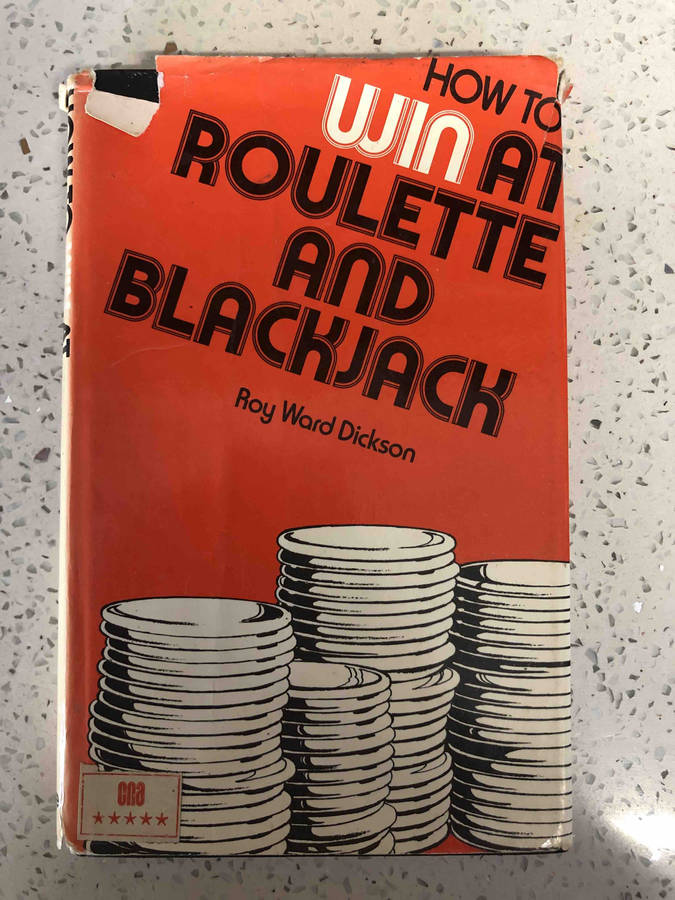 HOW TO
WIN AT
ROULETTE
AND
BLACKJACK
Roy Ward Dickson
cna
★★★★★